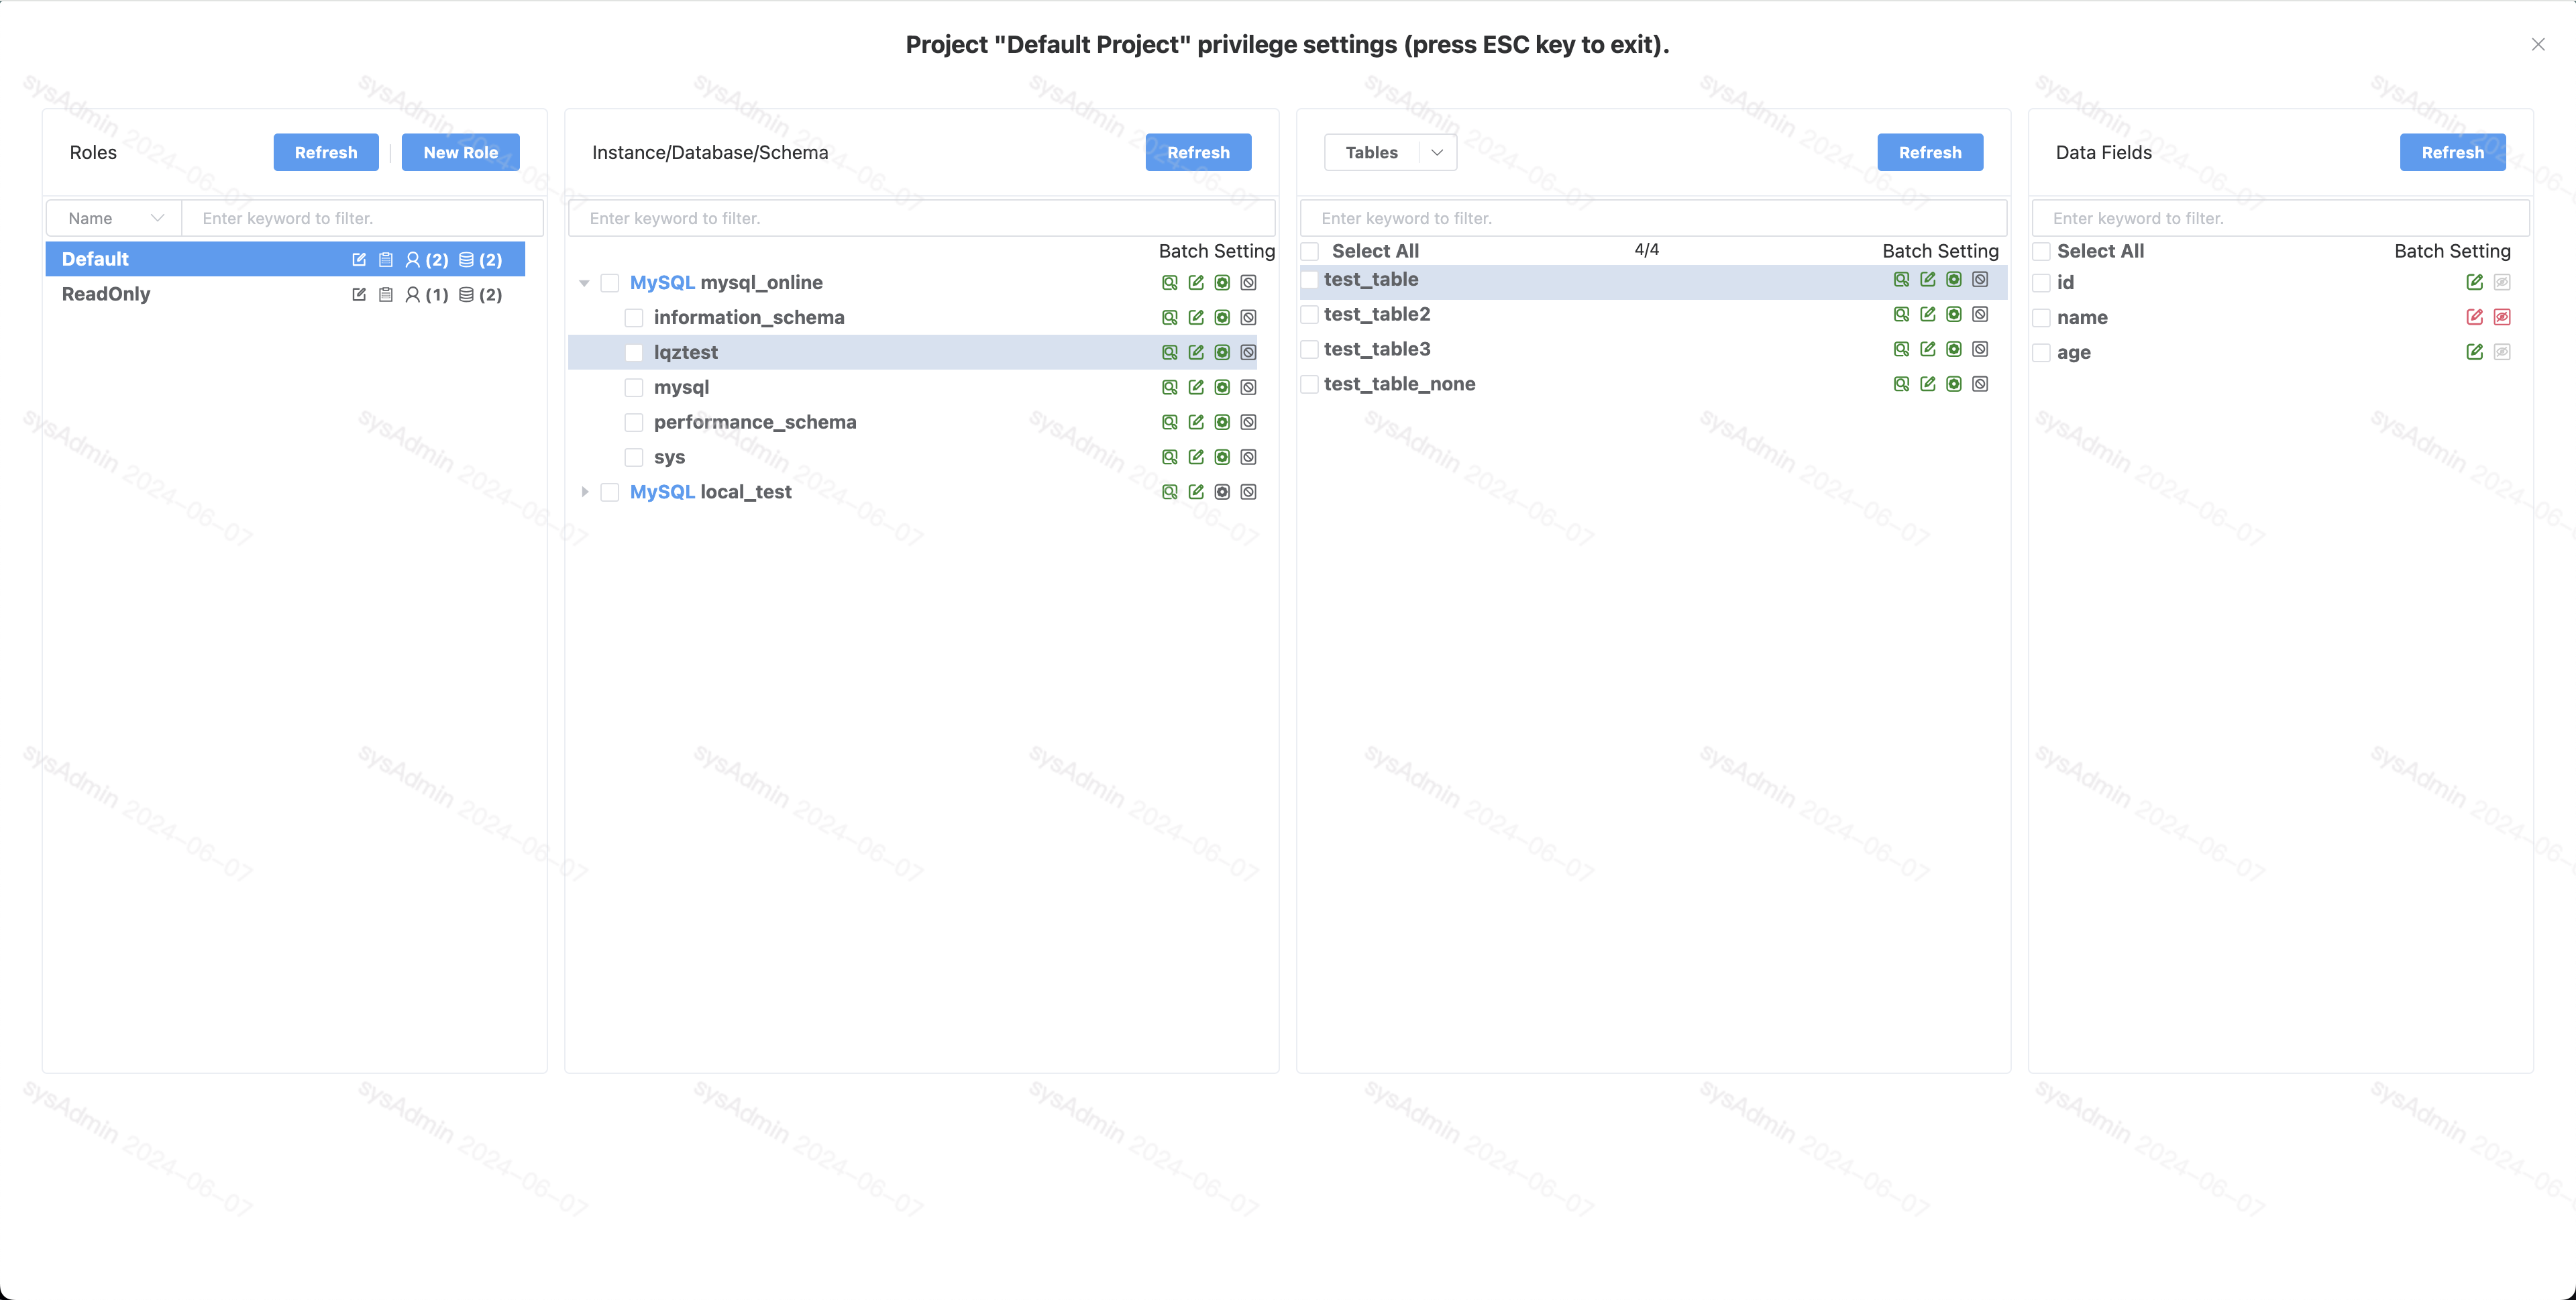 Project "Default Project" privilege settings (press ESC key to exit).
Roles
Refresh
New Role
Name
Enter keyword to filter.
Default (2) (2)
ReadOnly (1) (2)
Instance/Database/Schema
Refresh
Enter keyword to filter.
Batch Setting
MySQL mysql_online
information_schema
lqztest
mysql
performance_schema
sys
MySQL local_test
Tables
Refresh
Enter keyword to filter.
Select All 4/4 Batch Setting
test_table
test_table2
test_table3
test_table_none
Data Fields
Refresh
Enter keyword to filter.
Select All Batch Setting
id
name
age
sysAdmin 2024-06-07